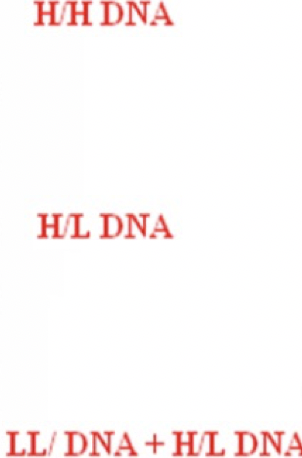 H/H DNA
H/L DNA
LL/ DNA + H/L DNA